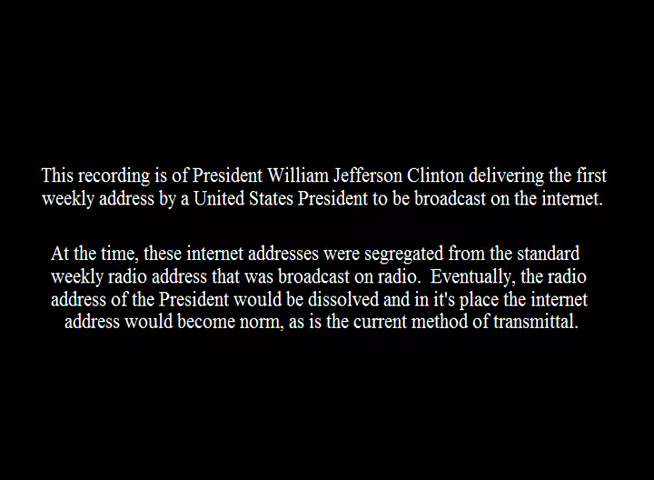 This recording is of President William Jefferson Clinton delivering the first
weekly address by a United States President to be broadcast on the internet.
At the time, these internet addresses were segregated from the standard
weekly radio address that was broadcast on radio.  Eventually, the radio
address of the President would be dissolved and in it's place the internet
address would become norm, as is the current method of transmittal.